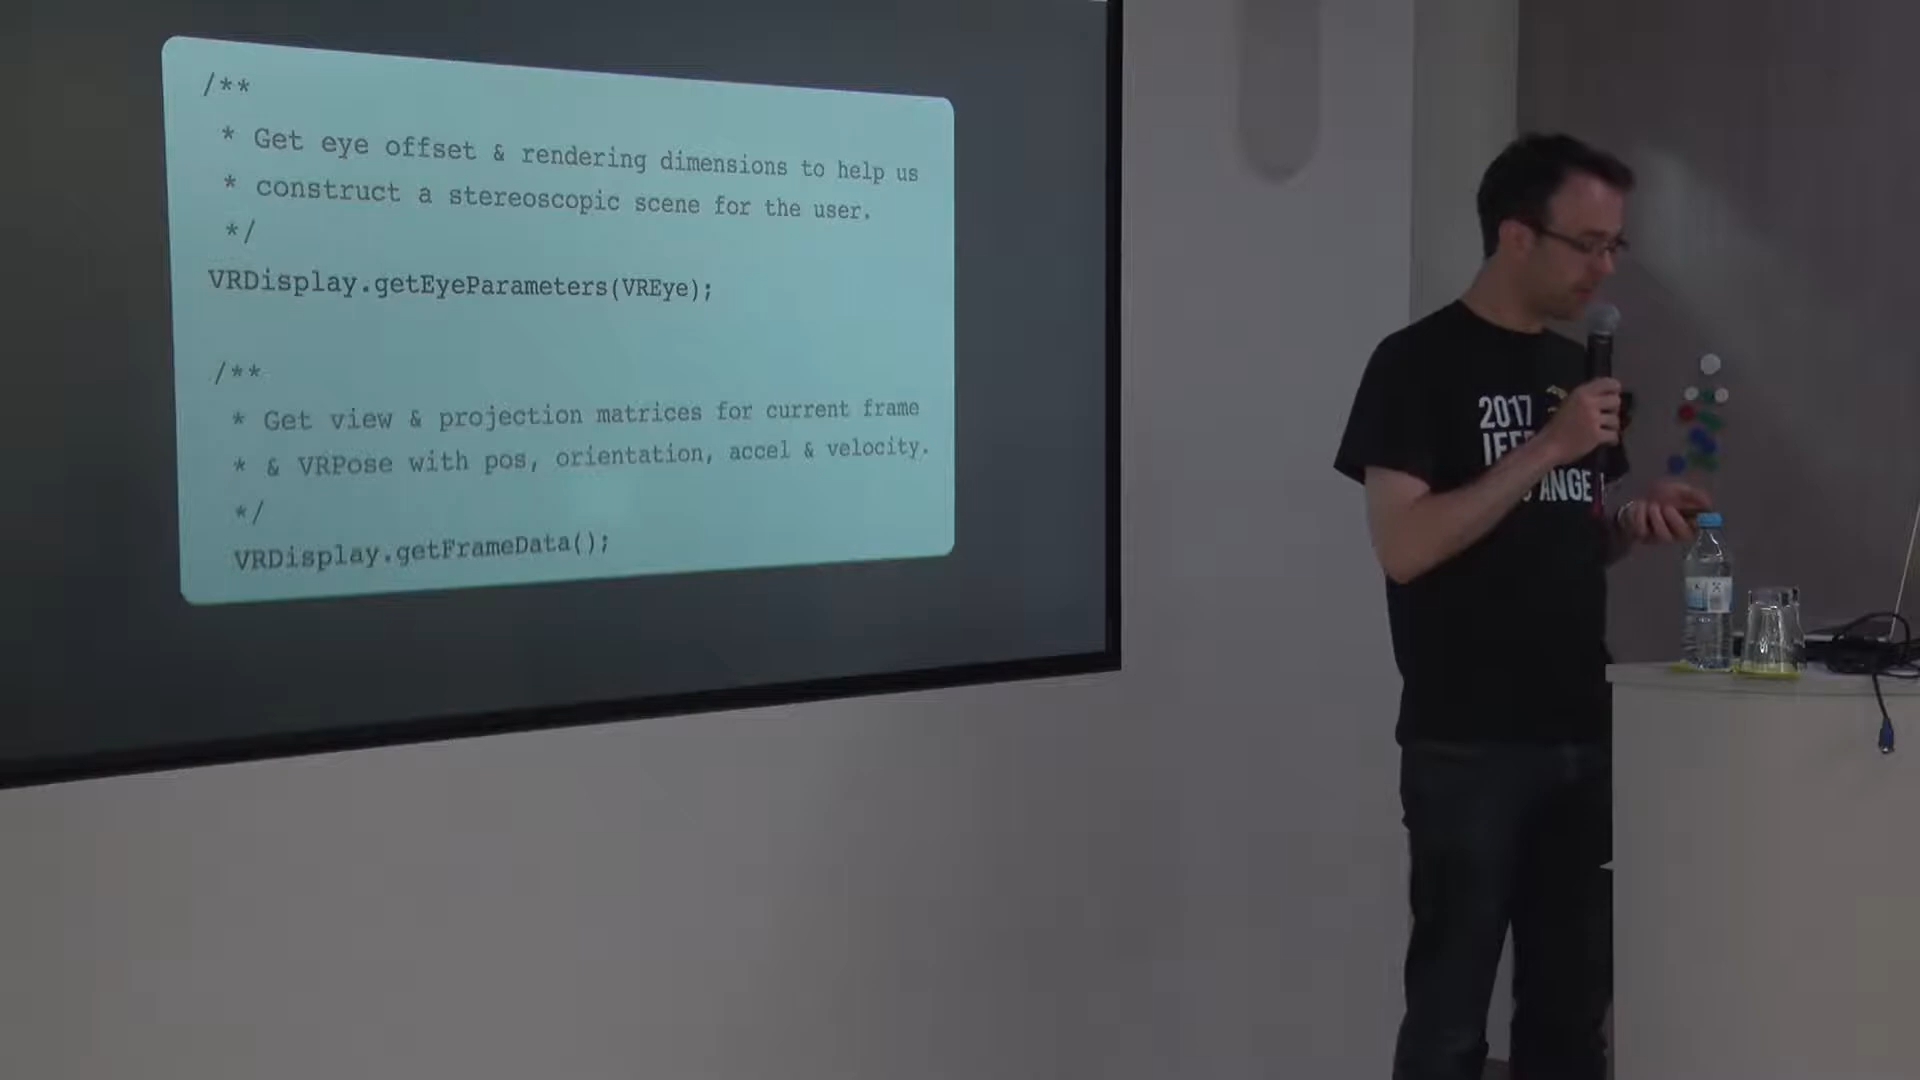 /**
* Get eye offset & rendering dimensions to help us
* construct a stereoscopic scene for the user.
*/
VRDisplay.getEyeParameters(VREye);
/**
* Get view & projection matrices for current frame
* & VRPose with pos, orientation, accel & velocity.
*/
VRDisplay.getFrameData();
2017
ANGE